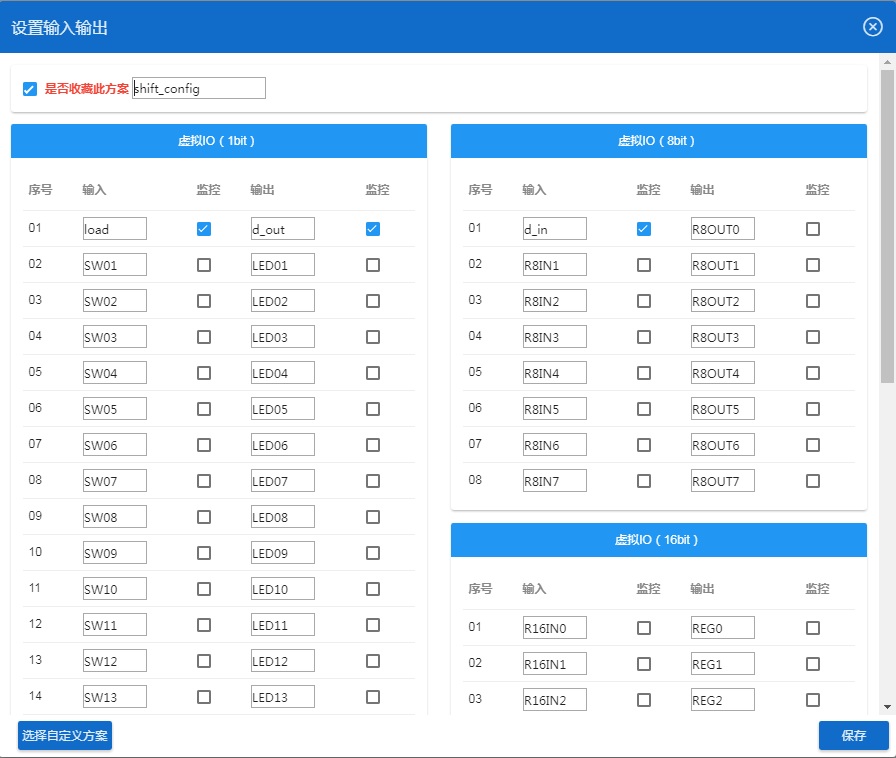 设置输入输出
是否收藏此方案 shift_config
虚拟IO（1bit）
序号 输入 监控 输出 监控
01 load d_out
02 SW01 LED01
03 SW02 LED02
04 SW03 LED03
05 SW04 LED04
06 SW05 LED05
07 SW06 LED06
08 SW07 LED07
09 SW08 LED08
10 SW09 LED09
11 SW10 LED10
12 SW11 LED11
13 SW12 LED12
14 SW13 LED13
虚拟IO（8bit）
序号 输入 监控 输出 监控
01 d_in R8OUT0
02 R8IN1 R8OUT1
03 R8IN2 R8OUT2
04 R8IN3 R8OUT3
05 R8IN4 R8OUT4
06 R8IN5 R8OUT5
07 R8IN6 R8OUT6
08 R8IN7 R8OUT7
虚拟IO（16bit）
序号 输入 监控 输出 监控
01 R16IN0 REG0
02 R16IN1 REG1
03 R16IN2 REG2
选择自定义方案 保存